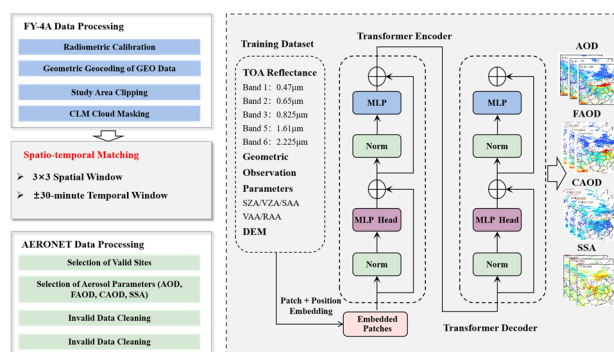 FY-4A Data Processing
Radiometric Calibration
Geometric Geocoding of GEO Data
Study Area Clipping
CLM Cloud Masking
Spatio-temporal Matching
➤ 3×3 Spatial Window
➤ ±30-minute Temporal Window
AERONET Data Processing
Selection of Valid Sites
Selection of Aerosol Parameters (AOD,
FAOD, CAOD, SSA)
Invalid Data Cleaning
Invalid Data Cleaning
Training Dataset
TOA Reflectance
Band 1: 0.47μm
Band 2: 0.65μm
Band 3: 0.825μm
Band 5: 1.61μm
Band 6: 2.225μm
Geometric
Observation
Parameters
SZA/VZA/SAA
VAA/RAA
DEM
Patch + Position
Embedding
Embedded
Patches
Transformer Encoder
MLP
Norm
MLP Head
Norm
MLP
Norm
MLP Head
Norm
Transformer Decoder
AOD
FAOD
CAOD
SSA